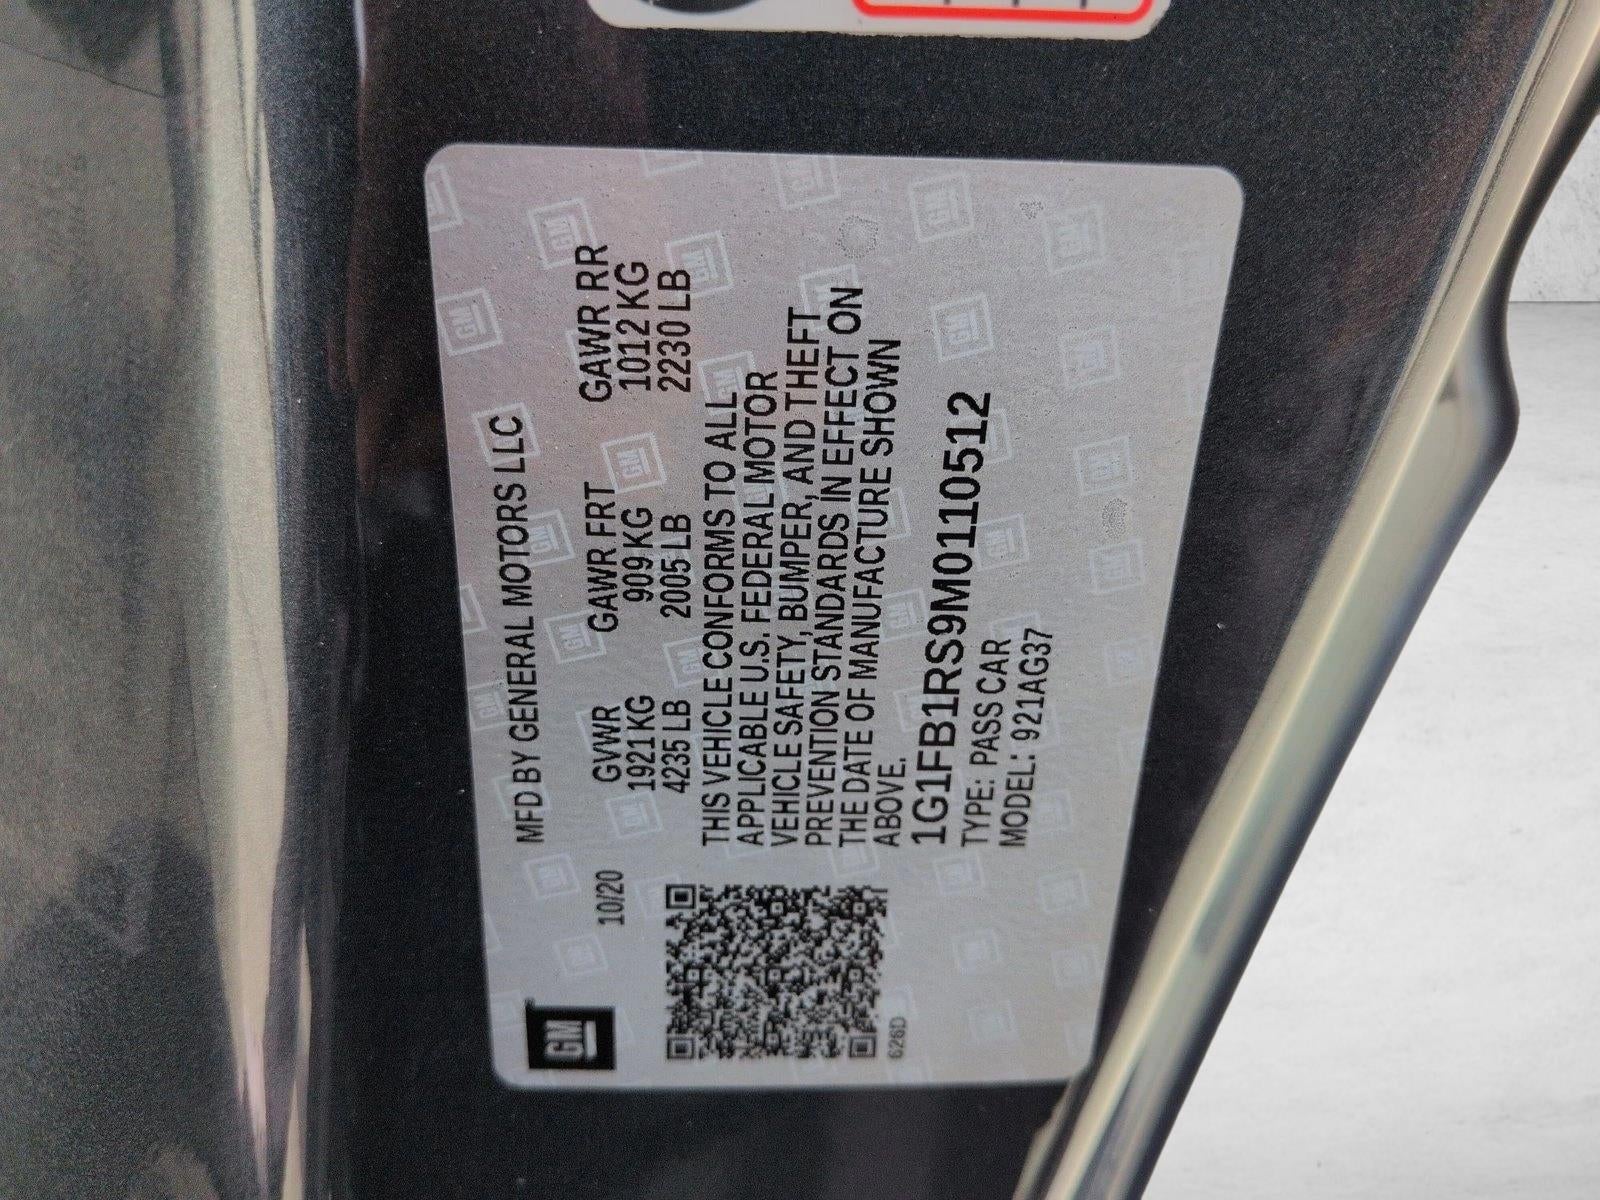 MFD BY GENERAL MOTORS LLC
10/20
GVWR GAWR FRT GAWR RR
1921 KG 909 KG 1012 KG
4235 LB 2005 LB 2230 LB
THIS VEHICLE CONFORMS TO ALL
APPLICABLE U.S. FEDERAL MOTOR
VEHICLE SAFETY, BUMPER, AND THEFT
PREVENTION STANDARDS IN EFFECT ON
THE DATE OF MANUFACTURE SHOWN
ABOVE.
1G1FB1RS9M0110512
TYPE: PASS CAR
MODEL: 921AG37
GM
626D